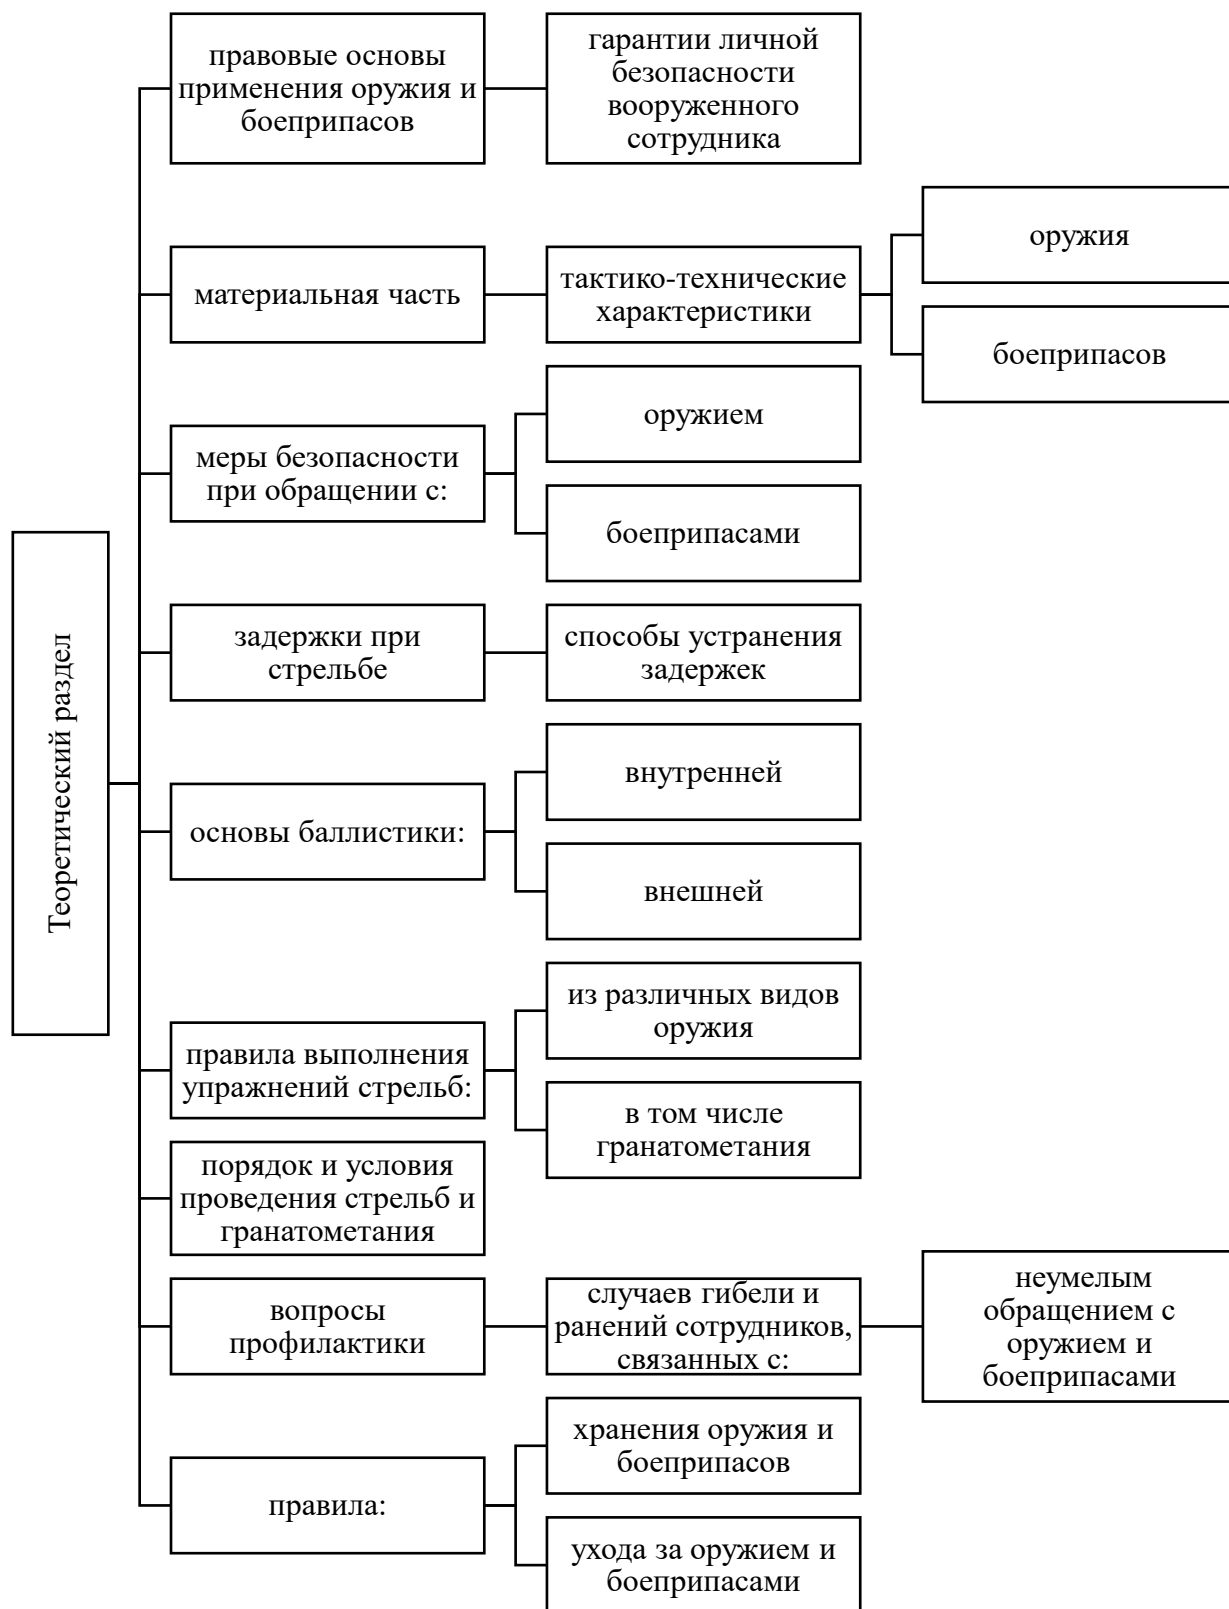 Теоретический раздел
правовые основы
применения оружия и
боеприпасов
гарантии личной
безопасности
вооруженного
сотрудника
материальная часть
тактико-технические
характеристики
оружия
боеприпасов
меры безопасности
при обращении с:
оружием
боеприпасами
задержки при
стрельбе
способы устранения
задержек
основы баллистики:
внутренней
внешней
правила выполнения
упражнений стрельб:
из различных видов
оружия
в том числе
гранатометания
порядок и условия
проведения стрельб и
гранатометания
вопросы
профилактики
случаев гибели и
ранений сотрудников,
связанных с:
неумелым
обращением с
оружием и
боеприпасами
правила:
хранения оружия и
боеприпасов
ухода за оружием и
боеприпасами